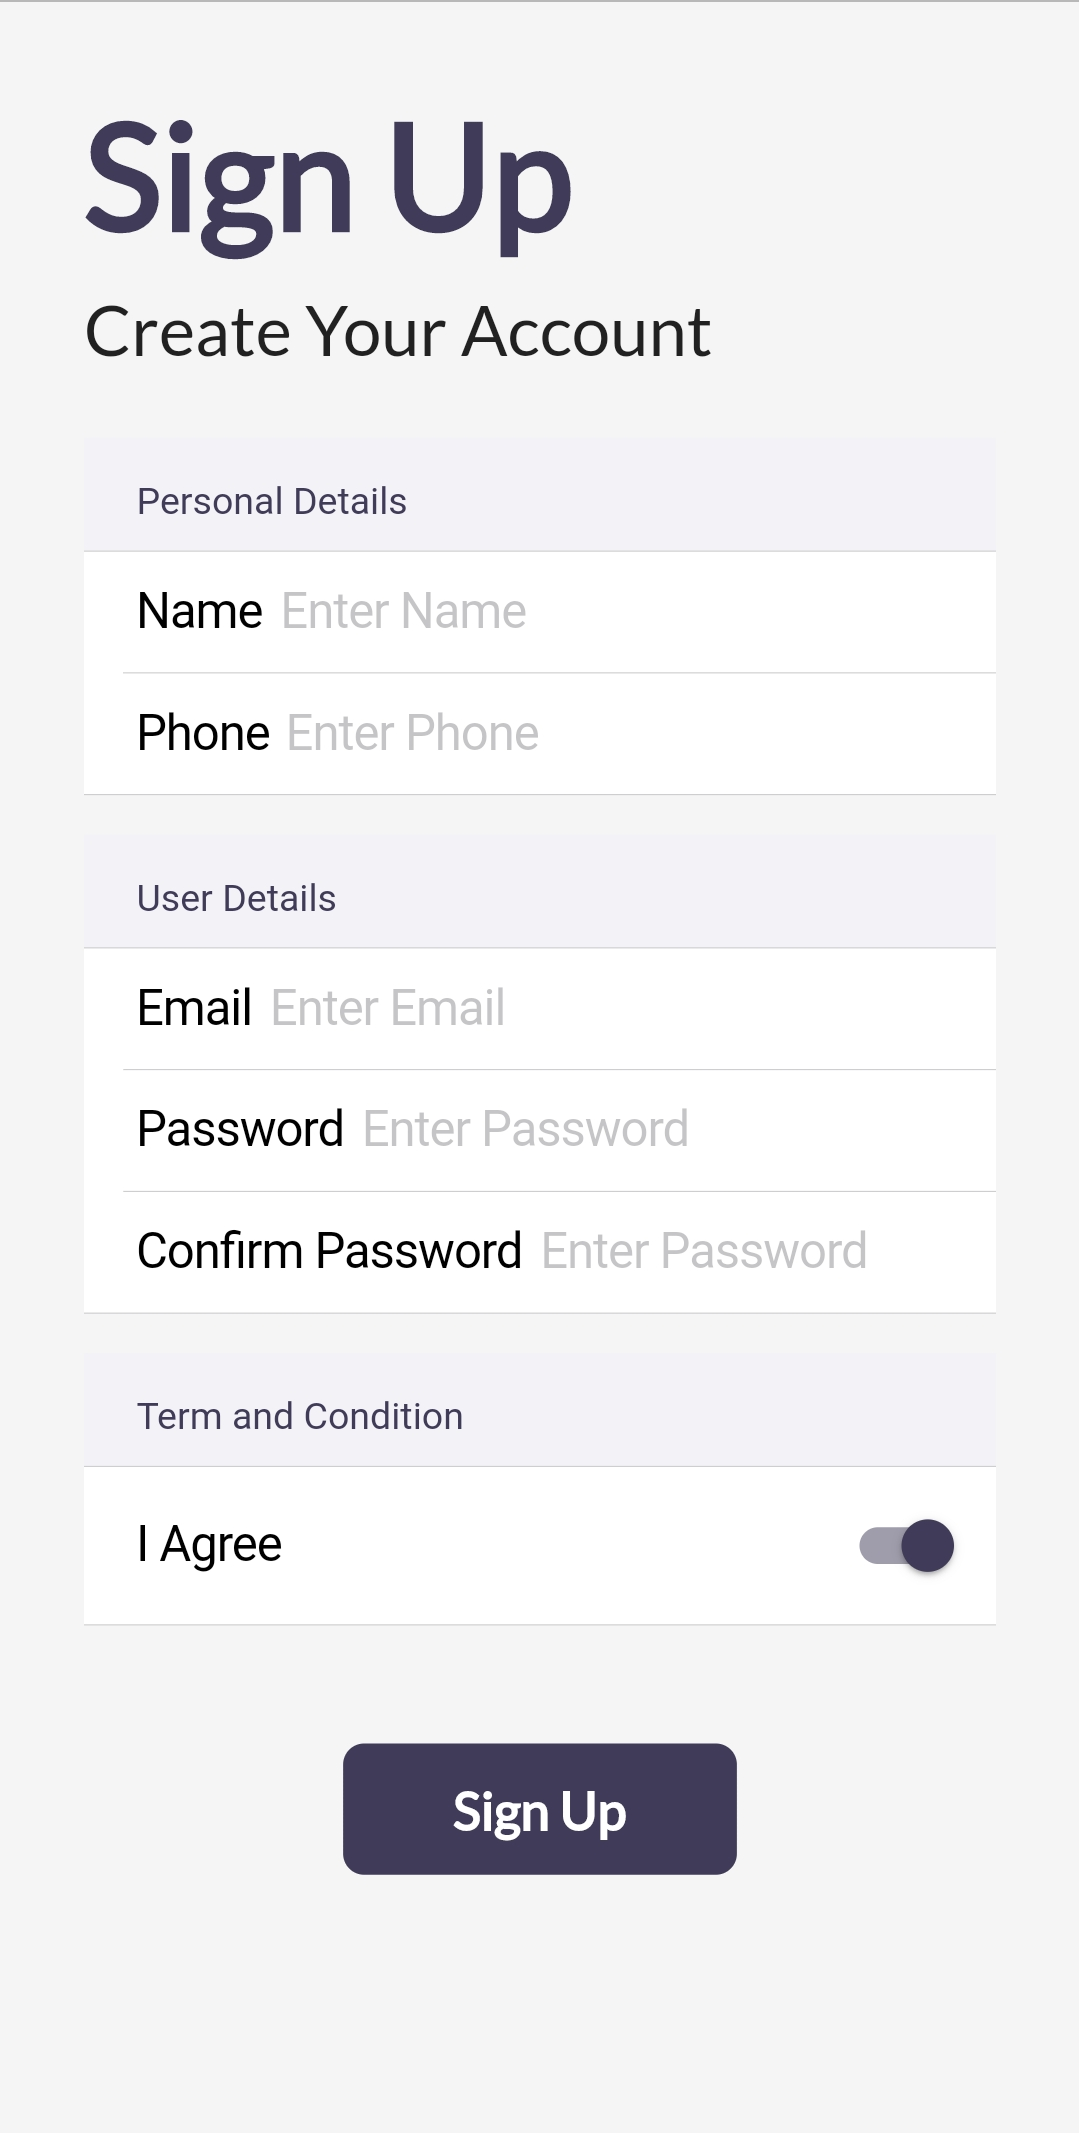 Sign Up
Create Your Account
Personal Details
Name Enter Name
Phone Enter Phone
User Details
Email Enter Email
Password Enter Password
Confirm Password Enter Password
Term and Condition
I Agree
Sign Up